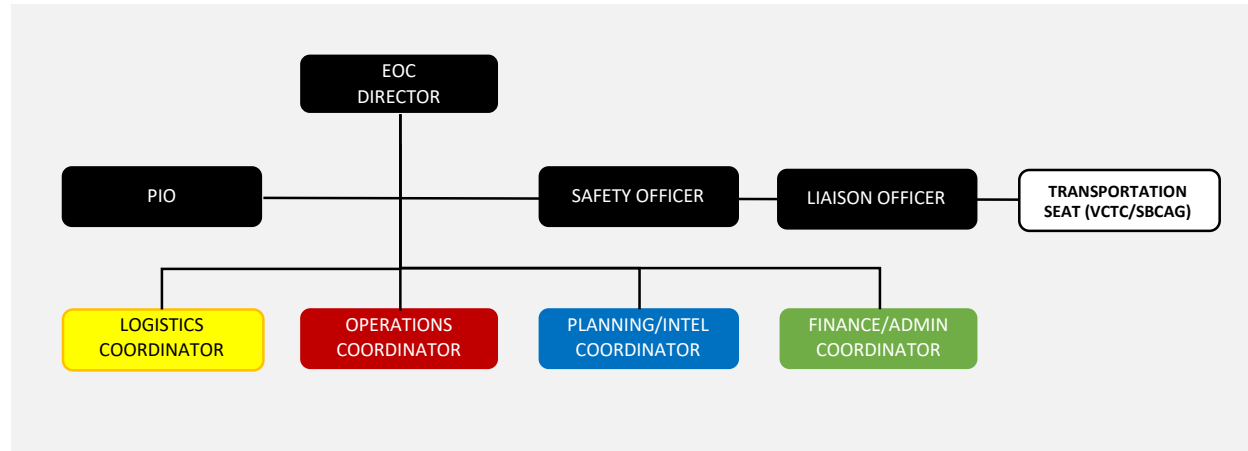 EOC
DIRECTOR
PIO
SAFETY OFFICER
LIAISON OFFICER
TRANSPORTATION
SEAT (VCTC/SBCAG)
LOGISTICS
COORDINATOR
OPERATIONS
COORDINATOR
PLANNING/INTEL
COORDINATOR
FINANCE/ADMIN
COORDINATOR